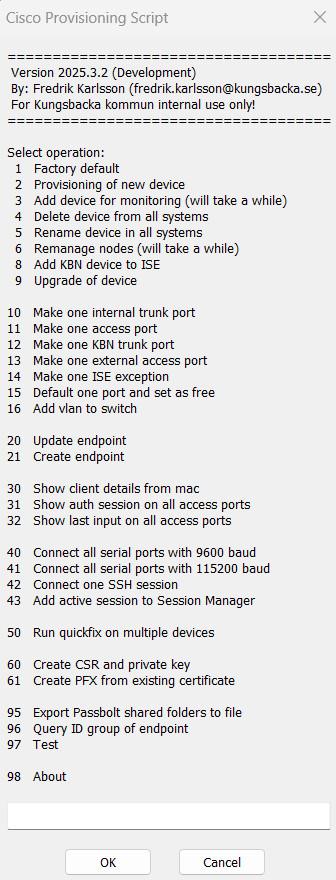 Cisco Provisioning Script
=====================================
Version 2025.3.2 (Development)
By: Fredrik Karlsson (fredrik.karlsson@kungsbacka.se)
For Kungsbacka kommun internal use only!
=====================================
Select operation:
1 Factory default
2 Provisioning of new device
3 Add device for monitoring (will take a while)
4 Delete device from all systems
5 Rename device in all systems
6 Remanage nodes (will take a while)
8 Add KBN device to ISE
9 Upgrade of device
10 Make one internal trunk port
11 Make one access port
12 Make one KBN trunk port
13 Make one external access port
14 Make one ISE exception
15 Default one port and set as free
16 Add vlan to switch
20 Update endpoint
21 Create endpoint
30 Show client details from mac
31 Show auth session on all access ports
32 Show last input on all access ports
40 Connect all serial ports with 9600 baud
41 Connect all serial ports with 115200 baud
42 Connect one SSH session
43 Add active session to Session Manager
50 Run quickfix on multiple devices
60 Create CSR and private key
61 Create PFX from existing certificate
95 Export Passbolt shared folders to file
96 Query ID group of endpoint
97 Test
98 About
OK Cancel